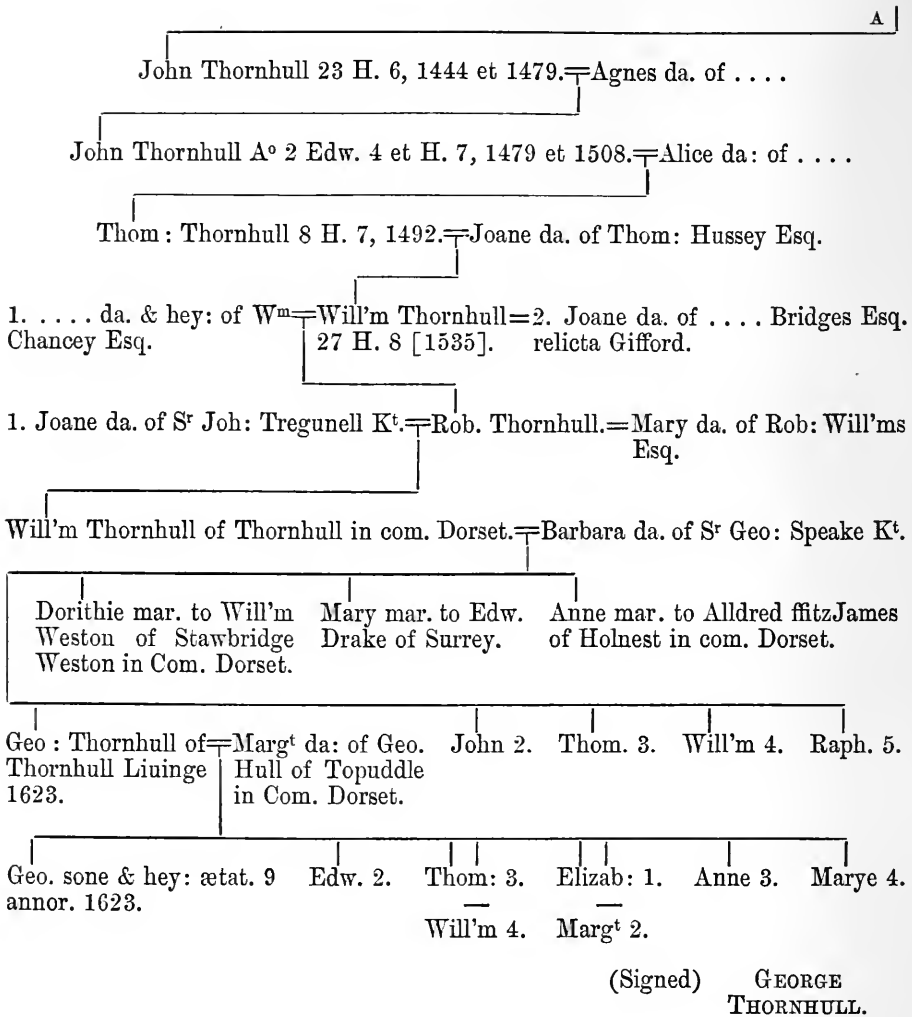 A
John Thornhull 23 H. 6, 1444 et 1479.=Agnes da. of . . . .
John Thornhull Aº 2 Edw. 4 et H. 7, 1479 et 1508.=Alice da: of . . . .
Thom: Thornhull 8 H. 7, 1492.=Joane da. of Thom: Hussey Esq.
1. . . . . . da. & hey: of Wᵐ=Will'm Thornhull=2. Joane da. of . . . . Bridges Esq.
Chancey Esq. 27 H. 8 [1535]. relicta Gifford.
1. Joane da. of Sʳ Joh: Tregunell Kᵗ.=Rob. Thornhull.=Mary da. of Rob: Will'ms
Esq.
Will'm Thornhull of Thornhull in com. Dorset.=Barbara da. of Sʳ Geo: Speake Kᵗ.
Dorithie mar. to Will'm
Weston of Stawbridge
Weston in Com. Dorset.
Mary mar. to Edw.
Drake of Surrey.
Anne mar. to Alldred ffitzJames
of Holnest in com. Dorset.
Geo : Thornhull of=Margᵗ da: of Geo. John 2. Thom. 3. Will'm 4. Raph. 5.
Thornhull Liuinge Hull of Topuddle
1623. in Com. Dorset.
Geo. sone & hey: ætat. 9 Edw. 2. Thom: 3. Elizab: 1. Anne 3. Marye 4.
annor. 1623.
Will'm 4. Margᵗ 2.
(Signed) GEORGE
THORNHULL.